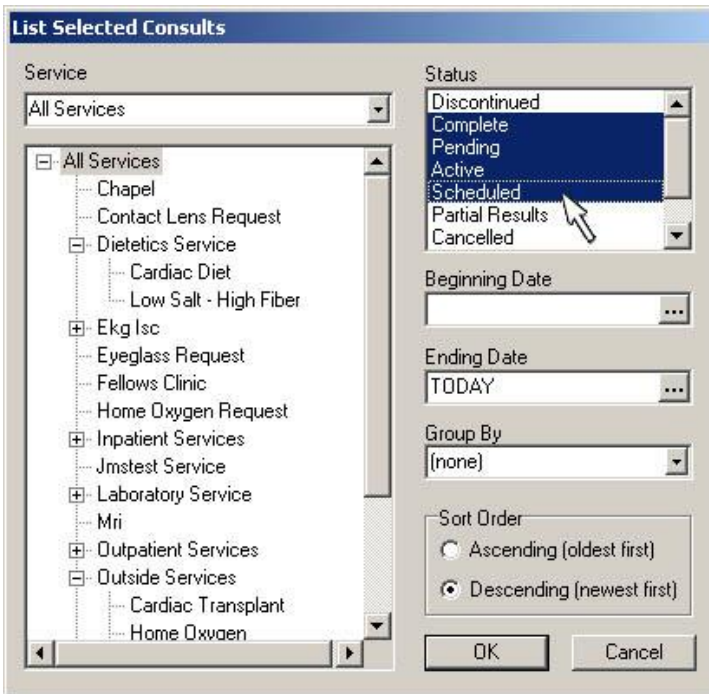 List Selected Consults
Service
All Services
All Services
Chapel
Contact Lens Request
Dietetics Service
Cardiac Diet
Low Salt - High Fiber
Ekg Isc
Eyeglass Request
Fellows Clinic
Home Oxygen Request
Inpatient Services
Jmstest Service
Laboratory Service
Mri
Outpatient Services
Outside Services
Cardiac Transplant
Home Oxygen
Status
Discontinued
Complete
Pending
Active
Scheduled
Partial Results
Cancelled
Beginning Date
...
Ending Date
TODAY ...
Group By
(none)
Sort Order
Ascending (oldest first)
Descending (newest first)
OK Cancel